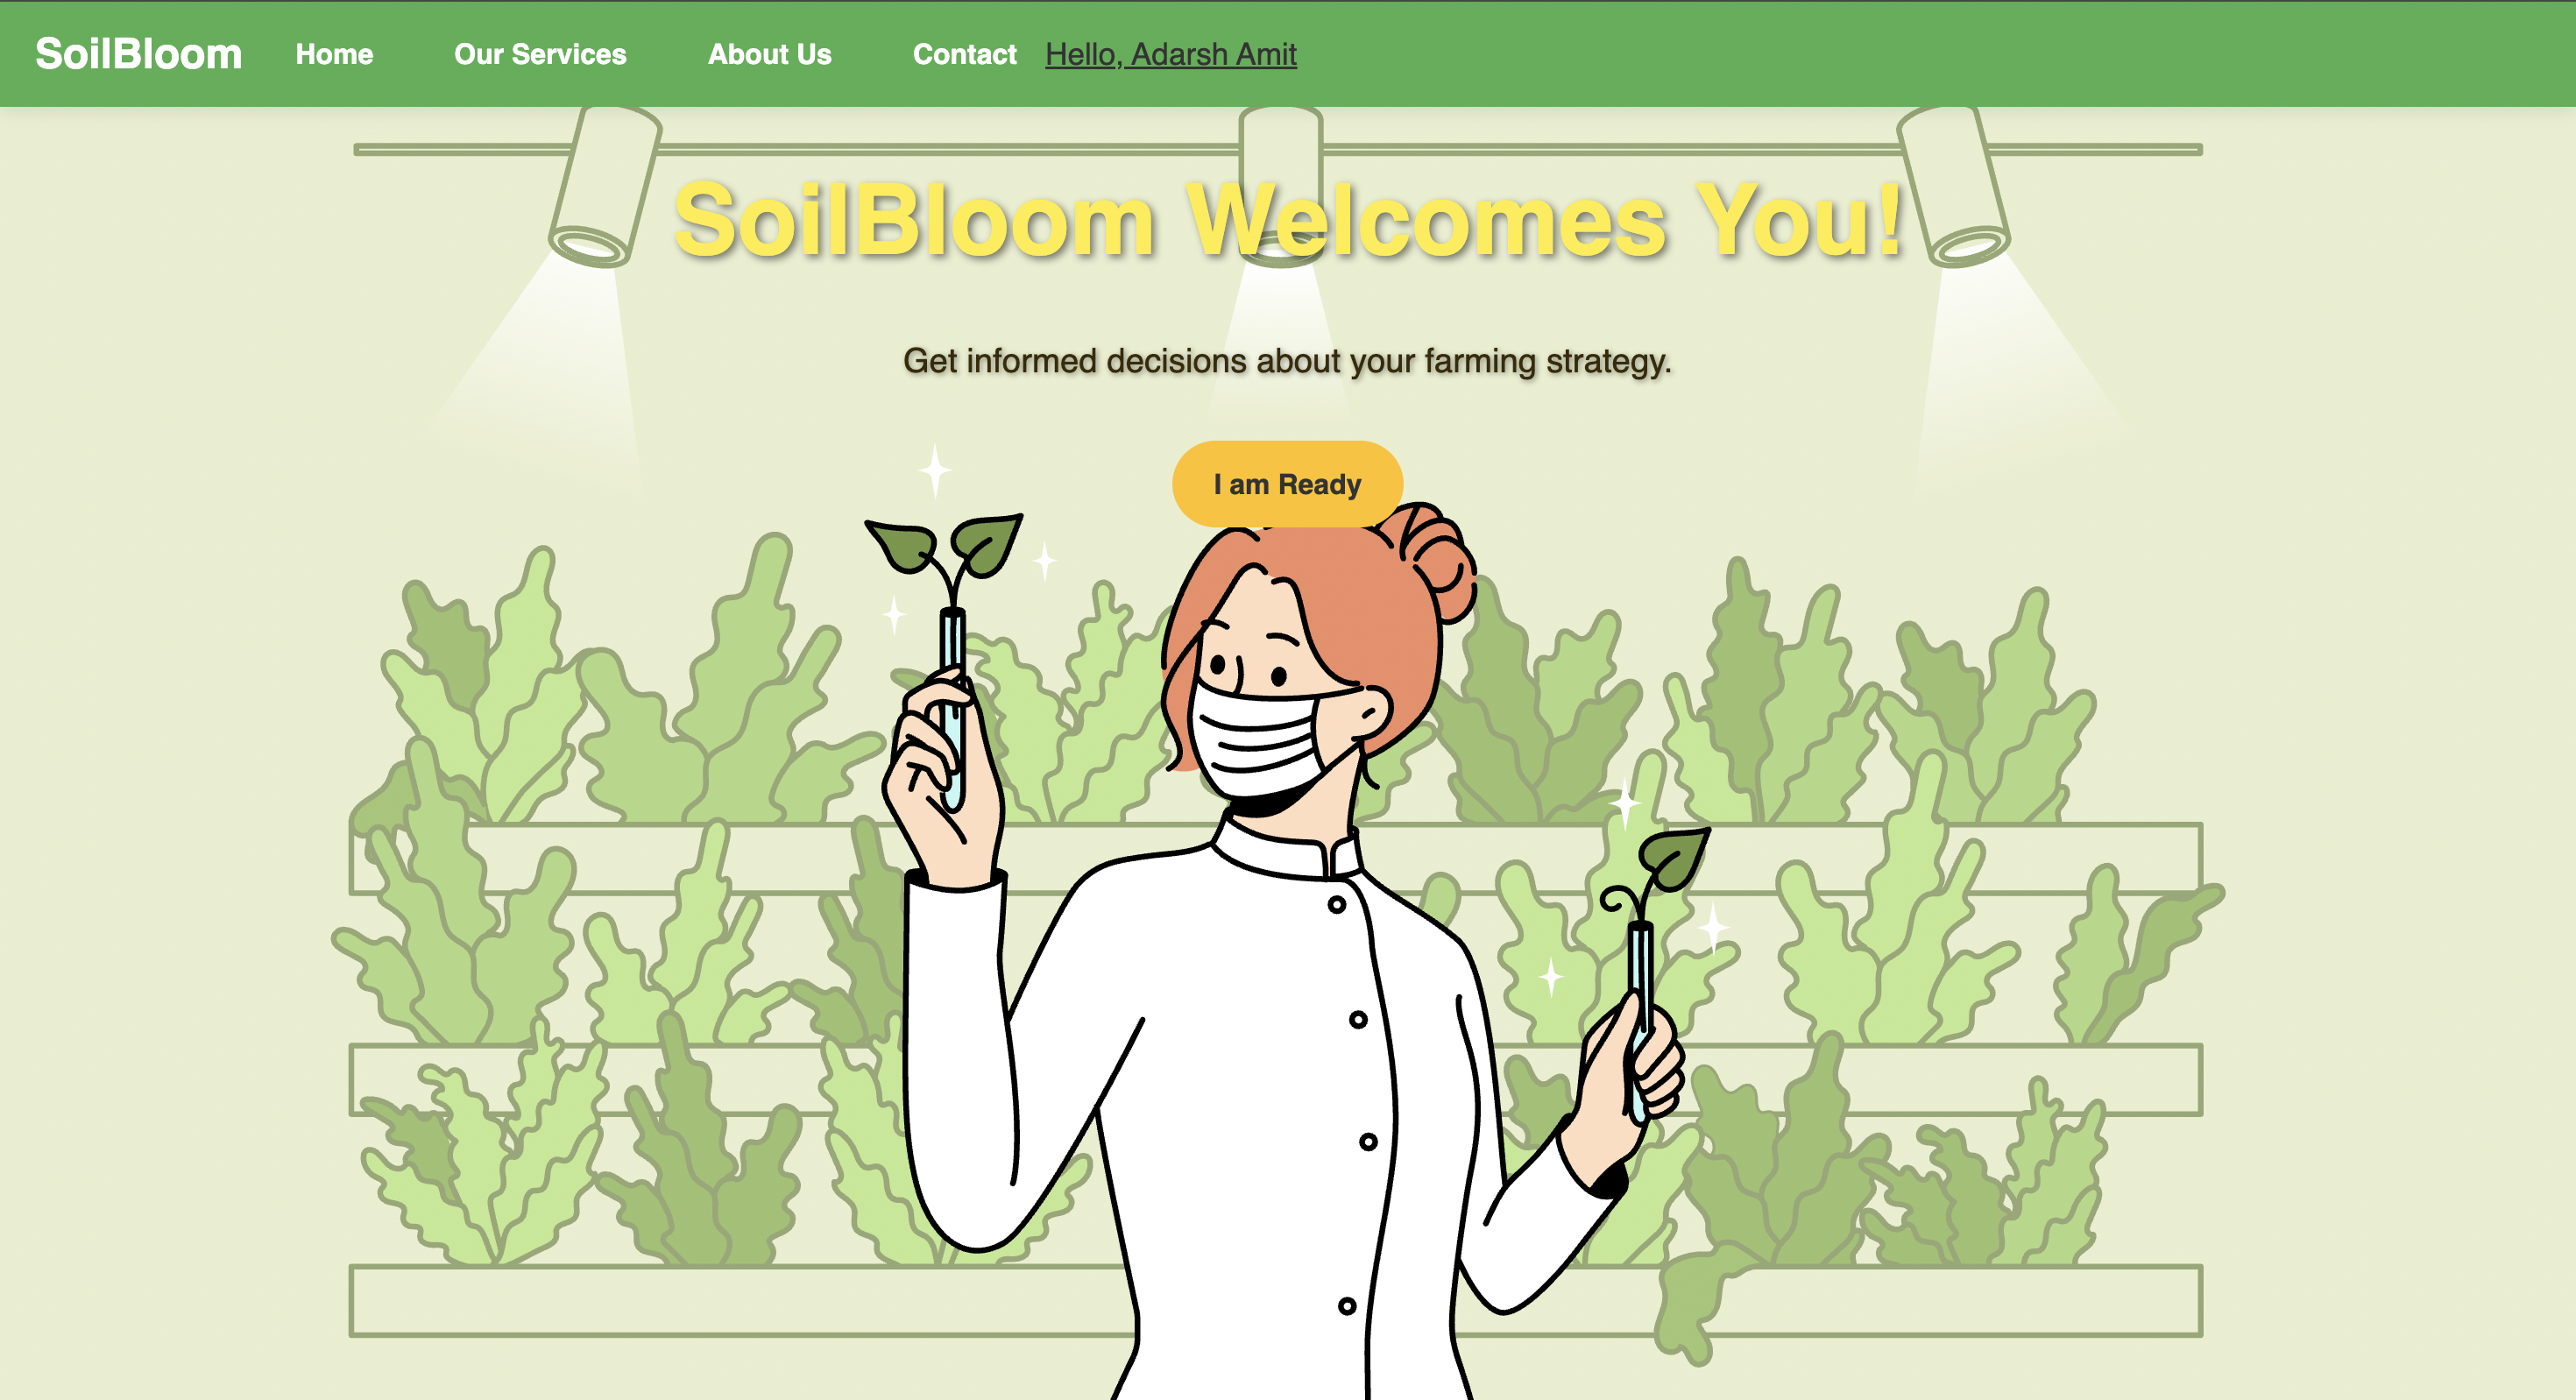 SoilBloom Home Our Services About Us Contact Hello, Adarsh Amit
SoilBloom Welcomes You!
Get informed decisions about your farming strategy.
I am Ready